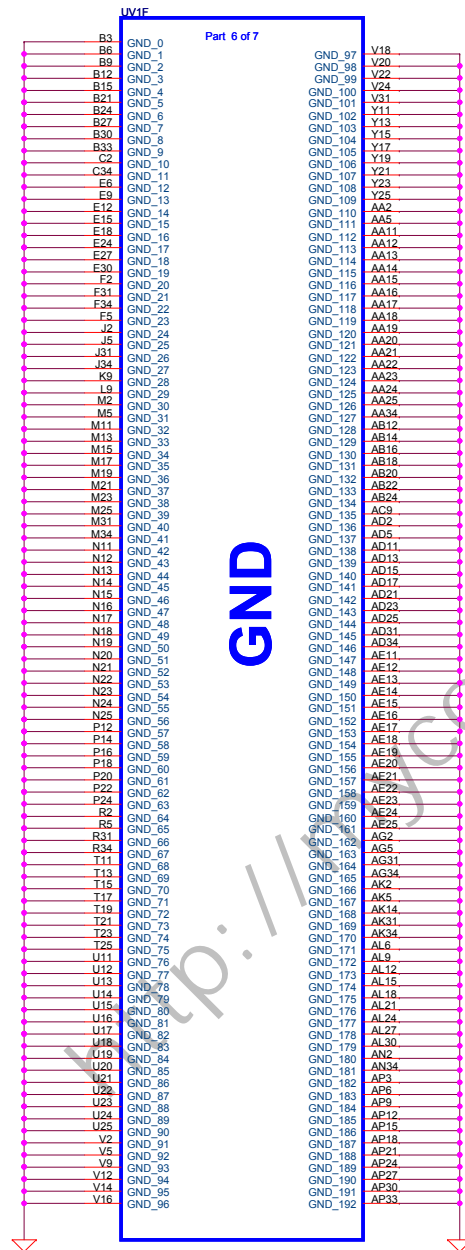 UV1F
Part 6 of 7
B3 GND_0
B6 GND_1
B9 GND_2
B12 GND_3
B15 GND_4
B21 GND_5
B24 GND_6
B27 GND_7
B30 GND_8
B33 GND_9
C2 GND_10
C34 GND_11
E6 GND_12
E9 GND_13
E12 GND_14
E15 GND_15
E18 GND_16
E24 GND_17
E27 GND_18
E30 GND_19
F2 GND_20
F31 GND_21
F34 GND_22
F5 GND_23
J2 GND_24
J5 GND_25
J31 GND_26
J34 GND_27
K9 GND_28
L9 GND_29
M2 GND_30
M5 GND_31
M11 GND_32
M13 GND_33
M15 GND_34
M17 GND_35
M19 GND_36
M21 GND_37
M23 GND_38
M25 GND_39
M31 GND_40
M34 GND_41
N11 GND_42
N12 GND_43
N13 GND_44
N14 GND_45
N15 GND_46
N16 GND_47
N17 GND_48
N18 GND_49
N19 GND_50
N20 GND_51
N21 GND_52
N22 GND_53
N23 GND_54
N24 GND_55
N25 GND_56
P12 GND_57
P14 GND_58
P16 GND_59
P18 GND_60
P20 GND_61
P22 GND_62
P24 GND_63
R2 GND_64
R5 GND_65
R31 GND_66
R34 GND_67
T11 GND_68
T13 GND_69
T15 GND_70
T17 GND_71
T19 GND_72
T21 GND_73
T23 GND_74
T25 GND_75
U11 GND_76
U12 GND_77
U13 GND_78
U14 GND_79
U15 GND_80
U16 GND_81
U17 GND_82
U18 GND_83
U19 GND_84
U20 GND_85
U21 GND_86
U22 GND_87
U23 GND_88
U24 GND_89
U25 GND_90
V2 GND_91
V5 GND_92
V9 GND_93
V12 GND_94
V14 GND_95
V16 GND_96
GND
GND_97 V18
GND_98 V20
GND_99 V22
GND_100 V24
GND_101 V31
GND_102 Y11
GND_103 Y13
GND_104 Y15
GND_105 Y17
GND_106 Y19
GND_107 Y21
GND_108 Y23
GND_109 Y25
GND_110 AA2
GND_111 AA5
GND_112 AA11
GND_113 AA12
GND_114 AA13
GND_115 AA14
GND_116 AA15
GND_117 AA16
GND_118 AA17
GND_119 AA18
GND_120 AA19
GND_121 AA20
GND_122 AA21
GND_123 AA22
GND_124 AA23
GND_125 AA24
GND_126 AA25
GND_127 AA34
GND_128 AB12
GND_129 AB14
GND_130 AB16
GND_131 AB18
GND_132 AB20
GND_133 AB22
GND_134 AB24
GND_135 AC9
GND_136 AD2
GND_137 AD5
GND_138 AD11
GND_139 AD13
GND_140 AD15
GND_141 AD17
GND_142 AD21
GND_143 AD23
GND_144 AD25
GND_145 AD31
GND_146 AD34
GND_147 AE11
GND_148 AE12
GND_149 AE13
GND_150 AE14
GND_151 AE15
GND_152 AE16
GND_153 AE17
GND_154 AE18
GND_155 AE19
GND_156 AE20
GND_157 AE21
GND_158 AE22
GND_159 AE23
GND_160 AE24
GND_161 AE25
GND_162 AG2
GND_163 AG5
GND_164 AG31
GND_165 AG34
GND_166 AK2
GND_167 AK5
GND_168 AK14
GND_169 AK31
GND_170 AK34
GND_171 AL6
GND_172 AL9
GND_173 AL12
GND_174 AL15
GND_175 AL18
GND_176 AL21
GND_177 AL24
GND_178 AL27
GND_179 AL30
GND_180 AN2
GND_181 AN34
GND_182 AP3
GND_183 AP6
GND_184 AP9
GND_185 AP12
GND_186 AP15
GND_187 AP18
GND_188 AP21
GND_189 AP24
GND_190 AP27
GND_191 AP30
GND_192 AP33
http://myc